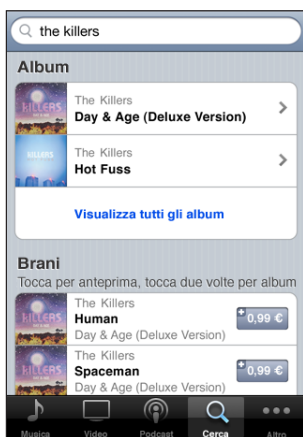 the killers
Album
The Killers
Day & Age (Deluxe Version)
The Killers
Hot Fuss
Visualizza tutti gli album
Brani
Tocca per anteprima, tocca due volte per album
The Killers
Human
0,99 €
Day & Age (Deluxe Version)
The Killers
Spaceman
0,99 €
Day & Age (Deluxe Version)
Musica Video Podcast Cerca Altro